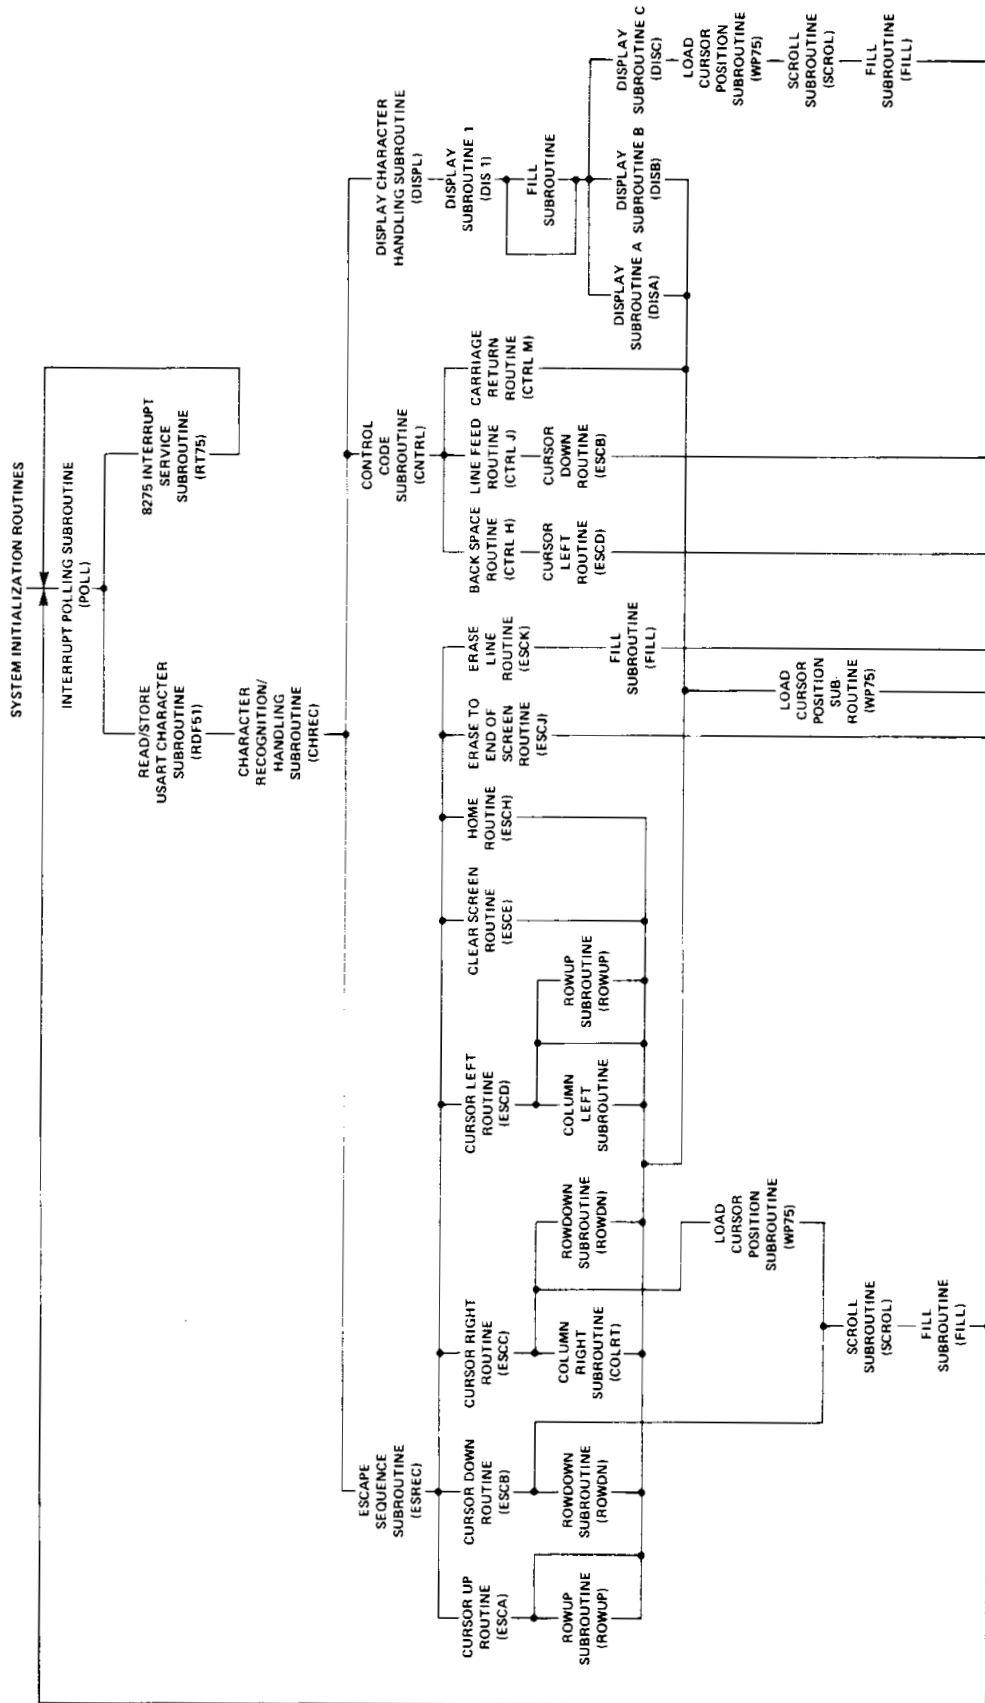 SYSTEM INITIALIZATION ROUTINES
INTERRUPT POLLING SUBROUTINE
(POLL)
READ/STORE
USART CHARACTER
SUBROUTINE
(RDF51)
8275 INTERRUPT
SERVICE
SUBROUTINE
(RT75)
CHARACTER
RECOGNITION/
HANDLING
SUBROUTINE
(CHREC)
ESCAPE
SEQUENCE
SUBROUTINE
(ESREC)
CONTROL
CODE
SUBROUTINE
(CNTRL)
DISPLAY CHARACTER
HANDLING SUBROUTINE
(DISPL)
CURSOR UP
ROUTINE
(ESCA)
ROWUP
SUBROUTINE
(ROWUP)
CURSOR DOWN
ROUTINE
(ESCB)
ROWDOWN
SUBROUTINE
(ROWDN)
CURSOR RIGHT
ROUTINE
(ESCC)
COLUMN
RIGHT
SUBROUTINE
(COLRT)
ROWDOWN
SUBROUTINE
(ROWDN)
LOAD
CURSOR
POSITION
SUBROUTINE
(WP75)
SCROLL
SUBROUTINE
(SCROL)
FILL
SUBROUTINE
(FILL)
CURSOR LEFT
ROUTINE
(ESCD)
COLUMN
LEFT
SUBROUTINE
ROWUP
SUBROUTINE
(ROWUP)
CLEAR SCREEN
ROUTINE
(ESCE)
HOME
ROUTINE
(ESCH)
ERASE TO
END OF
SCREEN
ROUTINE
(ESCJ)
ERASE
LINE
ROUTINE
(ESCK)
FILL
SUBROUTINE
(FILL)
LOAD
CURSOR
POSITION
SUB-
ROUTINE
(WP75)
BACK SPACE
ROUTINE
(CTRL H)
CURSOR
LEFT
ROUTINE
(ESCD)
LINE FEED
ROUTINE
(CTRL J)
CURSOR
DOWN
ROUTINE
(ESCB)
CARRIAGE
RETURN
ROUTINE
(CTRL M)
DISPLAY
SUBROUTINE 1
(DIS 1)
FILL
SUBROUTINE
DISPLAY
SUBROUTINE A
(DISA)
DISPLAY
SUBROUTINE B
(DISB)
DISPLAY
SUBROUTINE C
(DISC)
LOAD
CURSOR
POSITION
SUBROUTINE
(WP75)
SCROLL
SUBROUTINE
(SCROL)
FILL
SUBROUTINE
(FILL)